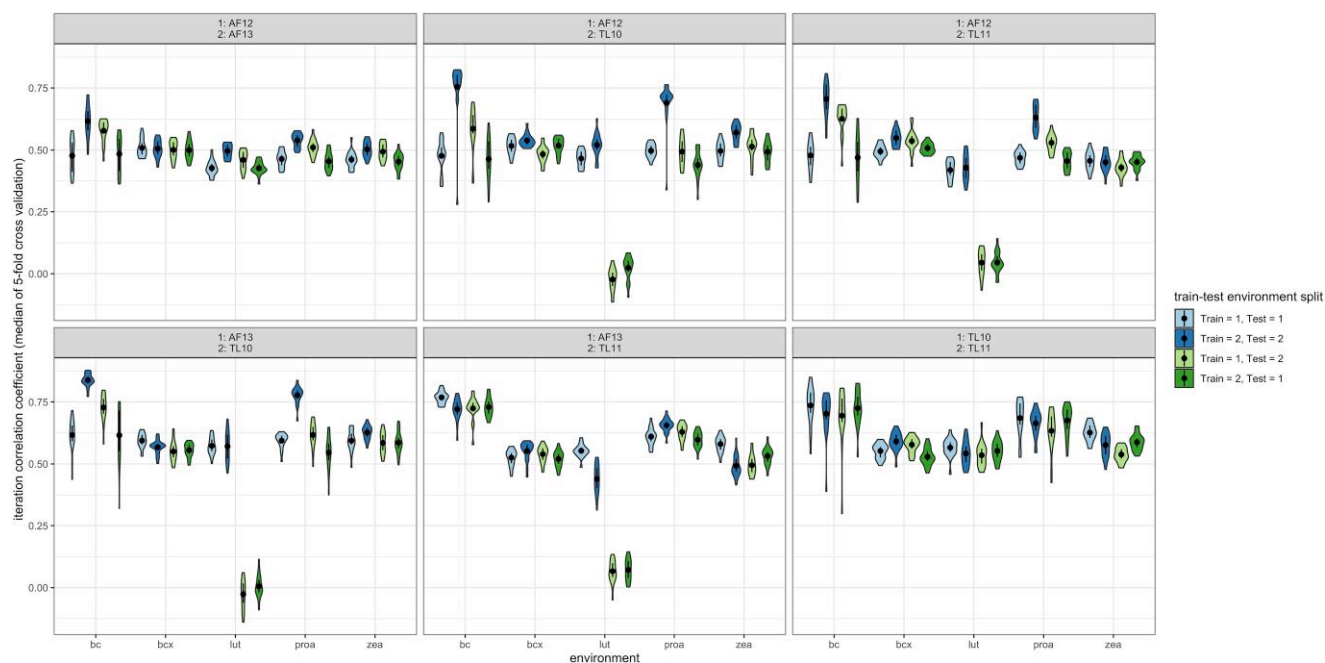 1: AF12
2: AF13
1: AF12
2: TL10
1: AF12
2: TL11
0.75
0.50
0.25
0.00
1: AF13
2: TL10
1: AF13
2: TL11
1: TL10
2: TL11
0.75
0.50
0.25
0.00
iteration correlation coefficient (median of 5-fold cross validation)
bc bcx lut proa zea
bc bcx lut proa zea
bc bcx lut proa zea
environment
train-test environment split
Train = 1, Test = 1
Train = 2, Test = 2
Train = 1, Test = 2
Train = 2, Test = 1